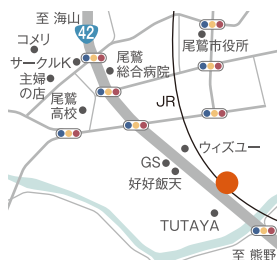 至 海山
42
コメリ
サークルK
主婦
の店
尾鷲
総合病院
尾鷲市役所
尾鷲
高校
JR
ウィズユー
GS
好好飯天
TUTAYA
至 熊野